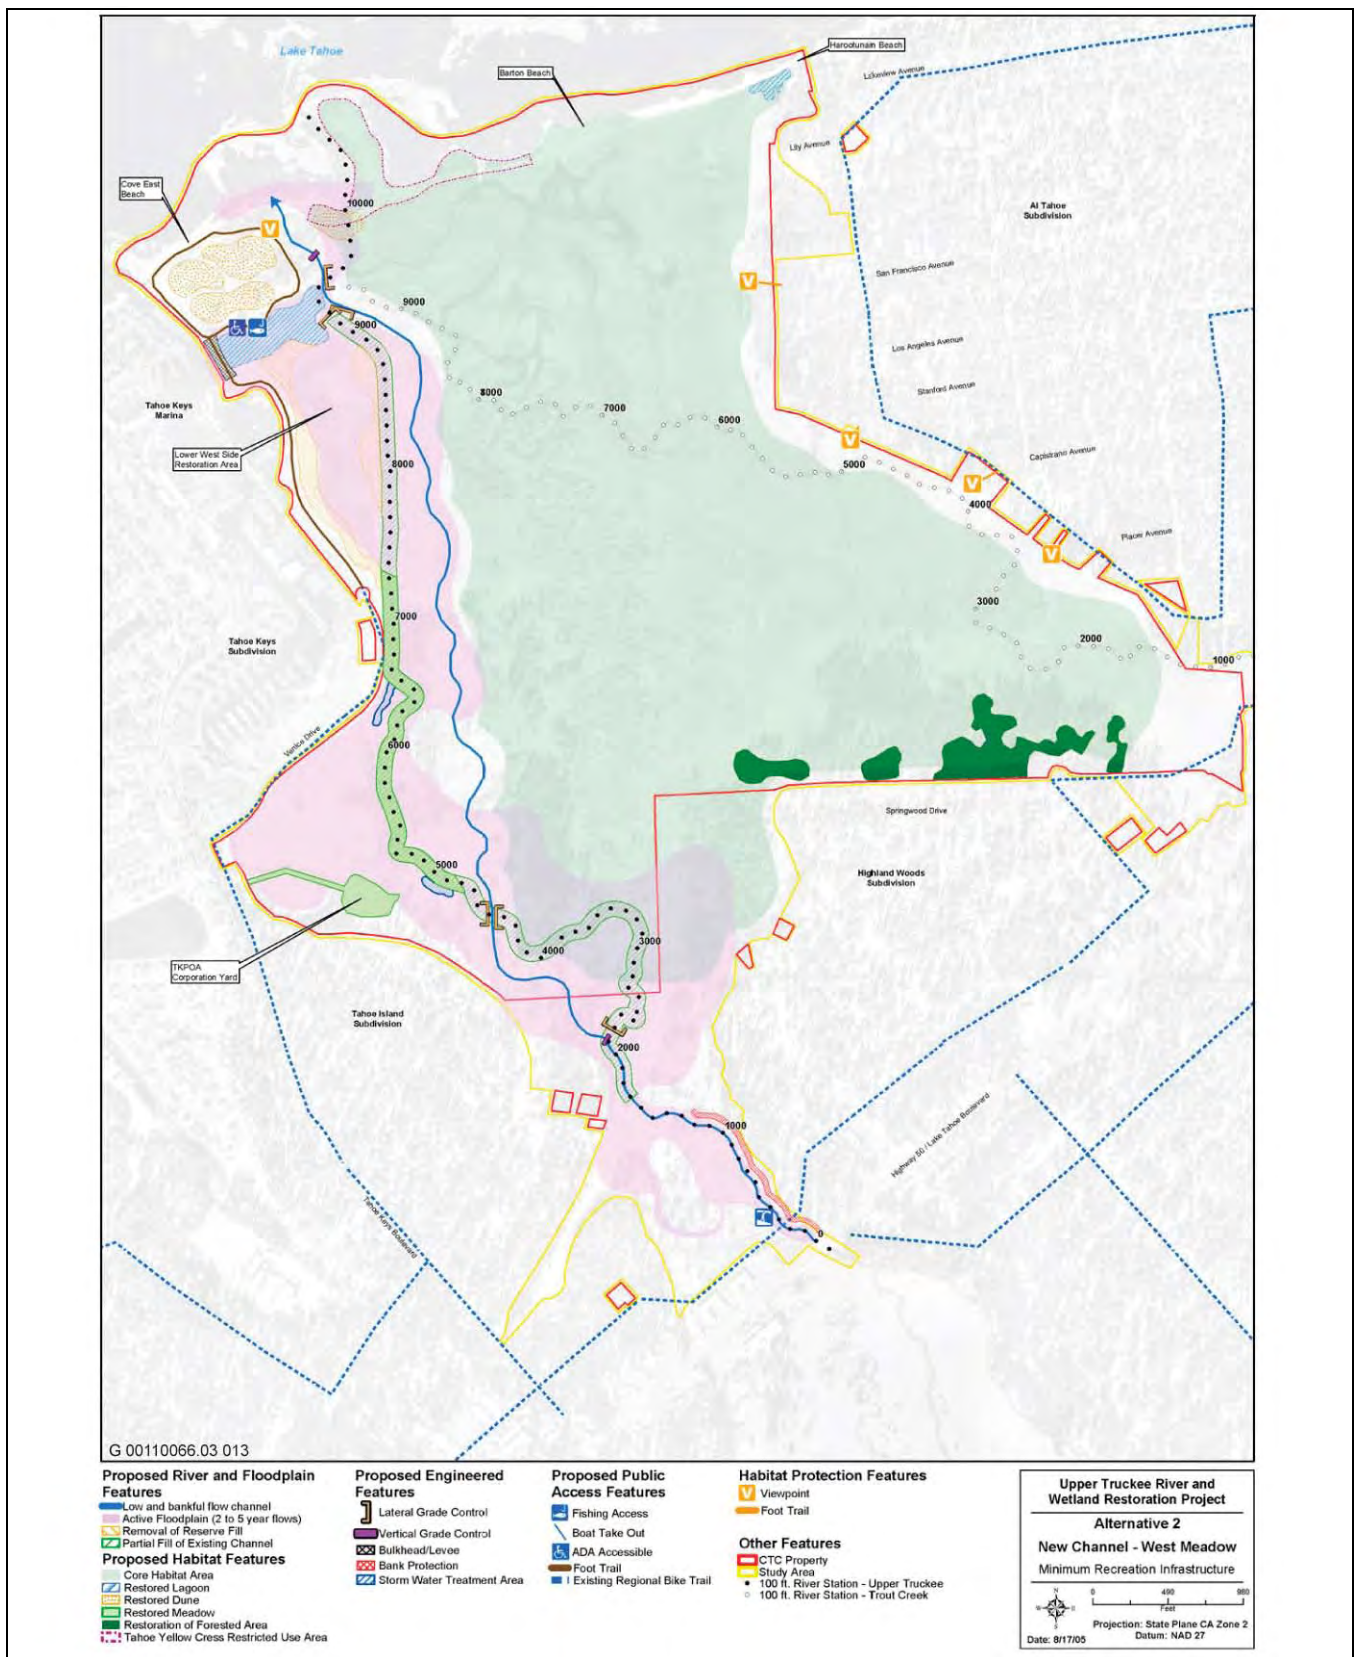 Lake Tahoe
Harootunain Beach
Barton Beach
Lakeview Avenue
Lily Avenue
Cove East
Beach
10000
Al Tahoe
Subdivision
San Francisco Avenue
9000
9000
Los Angeles Avenue
Stanford Avenue
7000
6000
Tahoe Keys
Marina
Lower West Side
Restoration Area
8000
5000
Capistrano Avenue
4000
Placer Avenue
3000
7000
2000
1000
Tahoe Keys
Subdivision
Venice Drive
6000
Springwood Drive
5000
Highland Woods
Subdivision
4000
3000
TKPOA
Corporation Yard
Tahoe Island
Subdivision
2000
1000
Highway 50 / Lake Tahoe Boulevard
Tahoe Keys Boulevard
0
V
V
V
V
V
G 00110066.03 013
Proposed River and Floodplain
Features
Low and bankful flow channel
Active Floodplain (2 to 5 year flows)
Removal of Reserve Fill
Partial Fill of Existing Channel
Proposed Habitat Features
Core Habitat Area
Restored Lagoon
Restored Dune
Restored Meadow
Restoration of Forested Area
Tahoe Yellow Cress Restricted Use Area
Proposed Engineered
Features
Lateral Grade Control
Vertical Grade Control
Bulkhead/Levee
Bank Protection
Storm Water Treatment Area
Proposed Public
Access Features
Fishing Access
Boat Take Out
ADA Accessible
Foot Trail
Existing Regional Bike Trail
Habitat Protection Features
V Viewpoint
Foot Trail
Other Features
CTC Property
Study Area
100 ft. River Station - Upper Truckee
100 ft. River Station - Trout Creek
Upper Truckee River and
Wetland Restoration Project
Alternative 2
New Channel - West Meadow
Minimum Recreation Infrastructure
N
W E
S
0 490 980
Feet
Projection: State Plane CA Zone 2
Datum: NAD 27
Date: 8/17/05